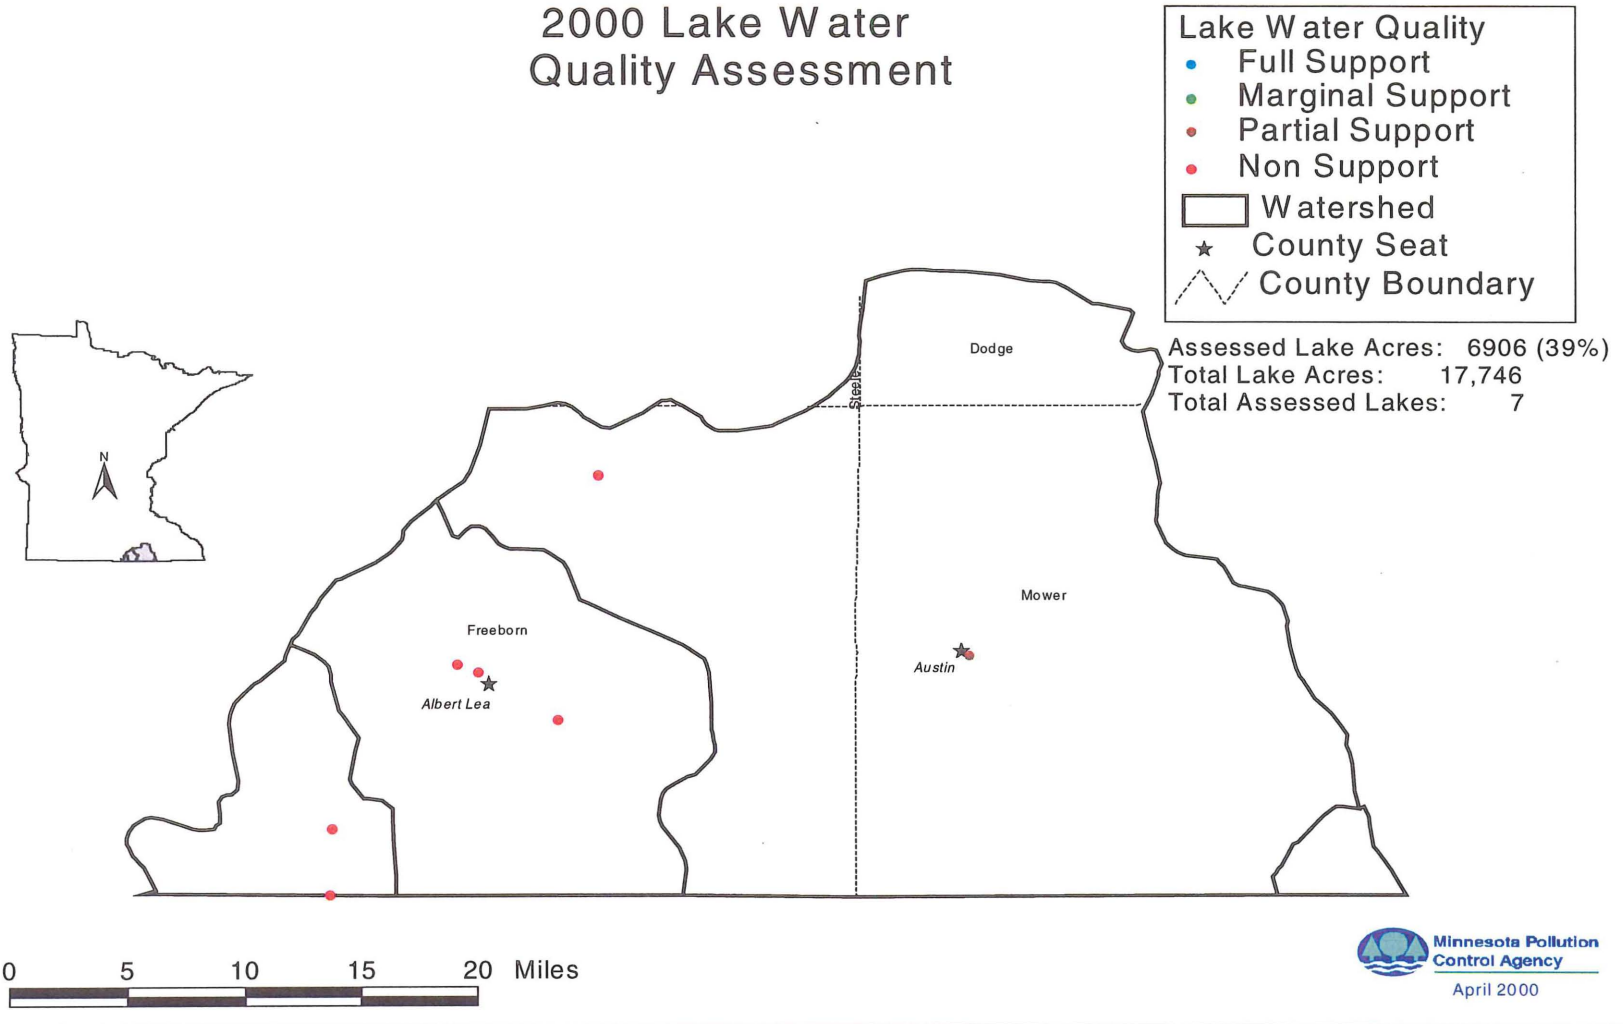 2000 Lake Water
Quality Assessment
Lake Water Quality
Full Support
Marginal Support
Partial Support
Non Support
Watershed
County Seat
County Boundary
Assessed Lake Acres: 6906 (39%)
Total Lake Acres: 17,746
Total Assessed Lakes: 7
Dodge
Steele
N
Mower
Freeborn
Austin
Albert Lea
0 5 10 15 20 Miles
Minnesota Pollution
Control Agency
April 2000